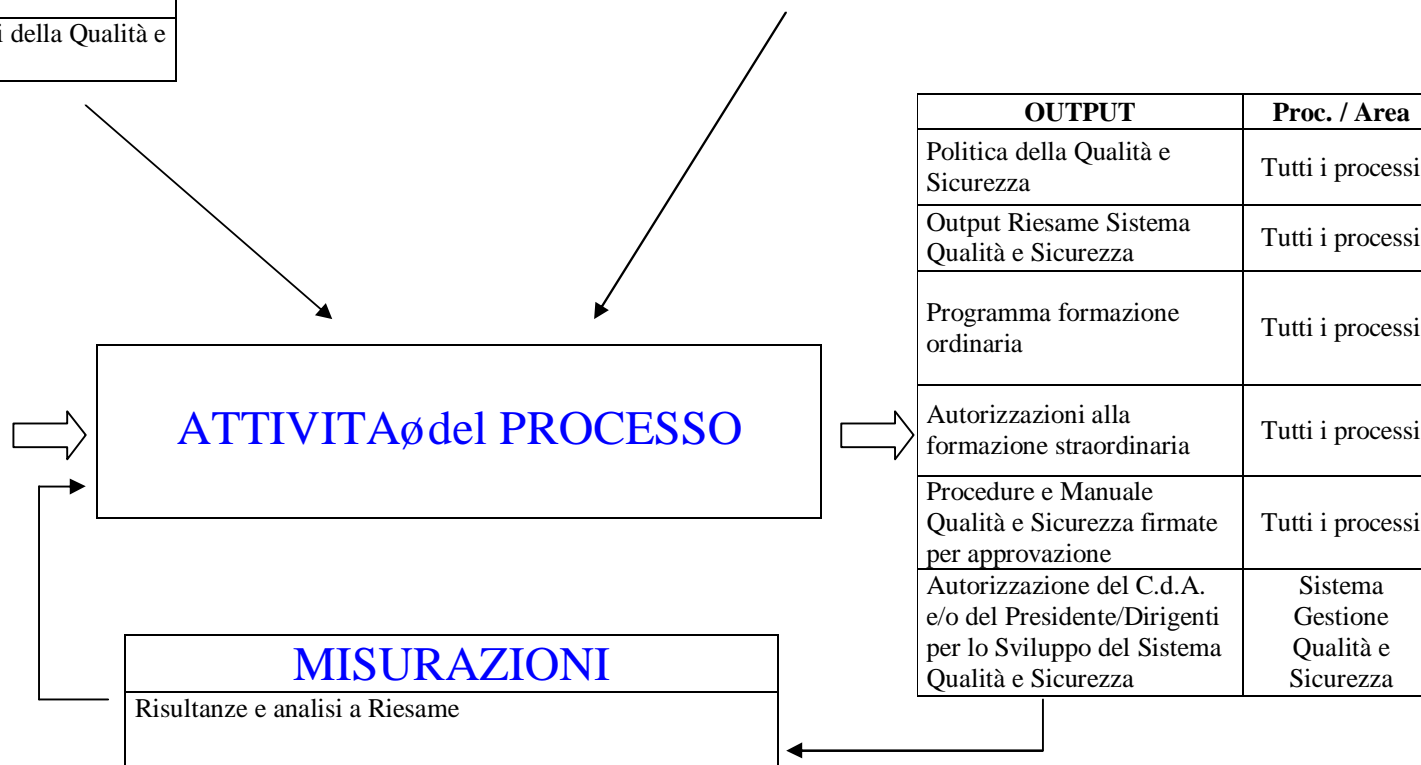 i della Qualità e
OUTPUT Proc. / Area
Politica della Qualità e
Sicurezza
Tutti i processi
Output Riesame Sistema
Qualità e Sicurezza
Tutti i processi
Programma formazione
ordinaria
Tutti i processi
Autorizzazioni alla
formazione straordinaria
Tutti i processi
Procedure e Manuale
Qualità e Sicurezza firmate
per approvazione
Tutti i processi
Autorizzazione del C.d.A.
e/o del Presidente/Dirigenti
per lo Sviluppo del Sistema
Qualità e Sicurezza
Sistema
Gestione
Qualità e
Sicurezza
ATTIVITAø del PROCESSO
MISURAZIONI
Risultanze e analisi a Riesame